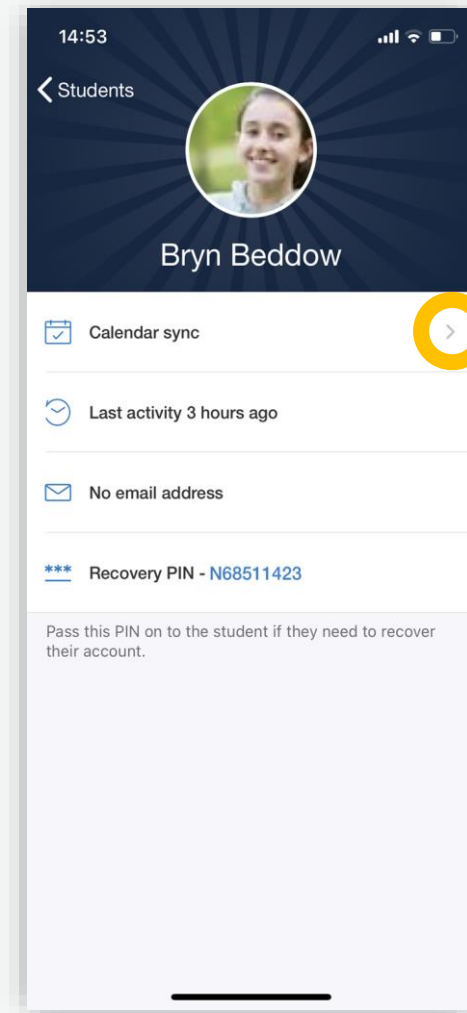 14:53
Students
Bryn Beddow
Calendar sync
Last activity 3 hours ago
No email address
*** Recovery PIN - N68511423
Pass this PIN on to the student if they need to recover
their account.